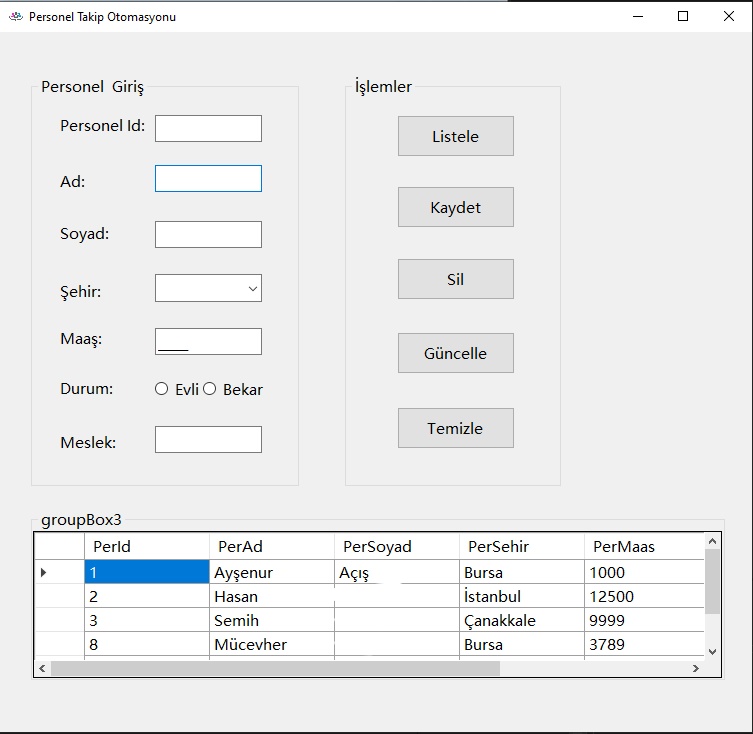 Personel Takip Otomasyonu
Personel Giriş
Personel Id:
Ad:
Soyad:
Şehir:
Maaş:
____
Durum: Evli Bekar
Meslek:
İşlemler
Listele
Kaydet
Sil
Güncelle
Temizle
groupBox3
PerId PerAd PerSoyad PerSehir PerMaas
1 Ayşenur Açış Bursa 1000
2 Hasan İstanbul 12500
3 Semih Çanakkale 9999
8 Mücevher Bursa 3789